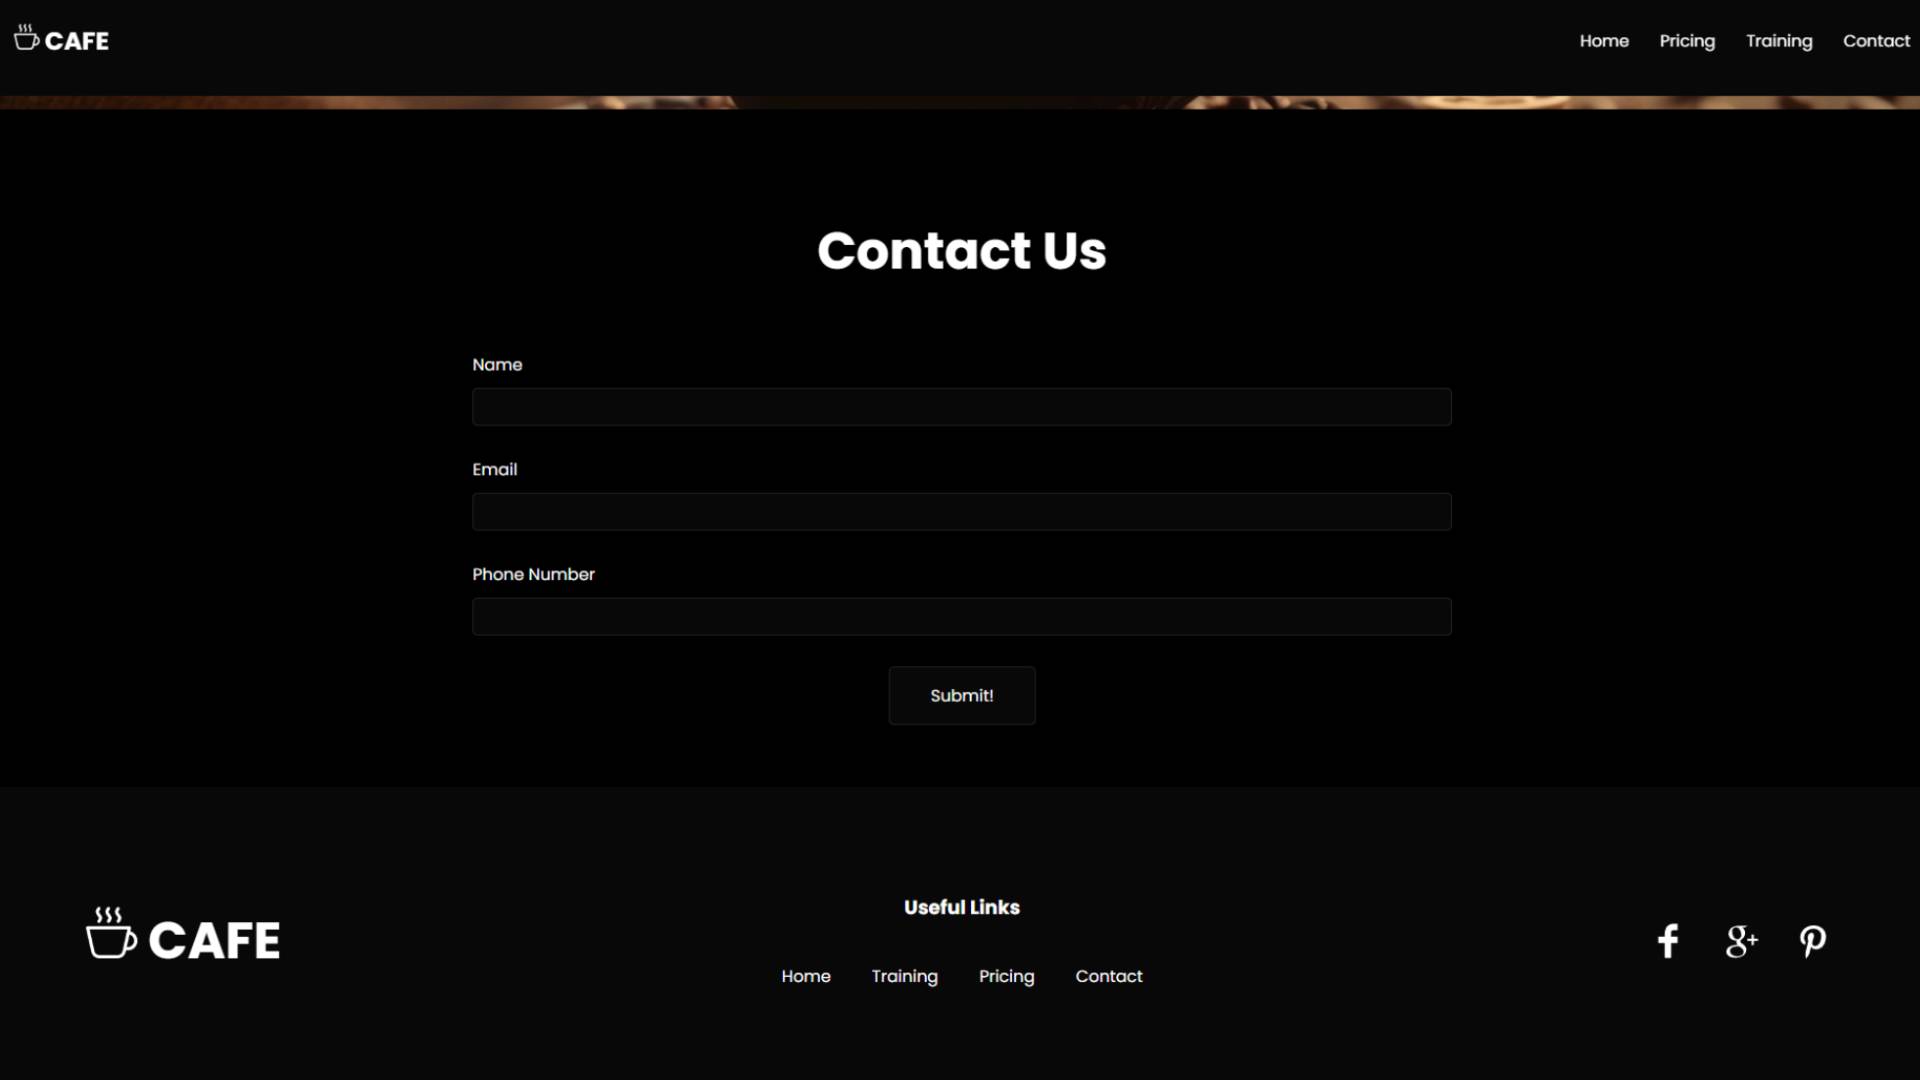 CAFE
Home Pricing Training Contact
Contact Us
Name
Email
Phone Number
Submit!
CAFE
Useful Links
Home Training Pricing Contact